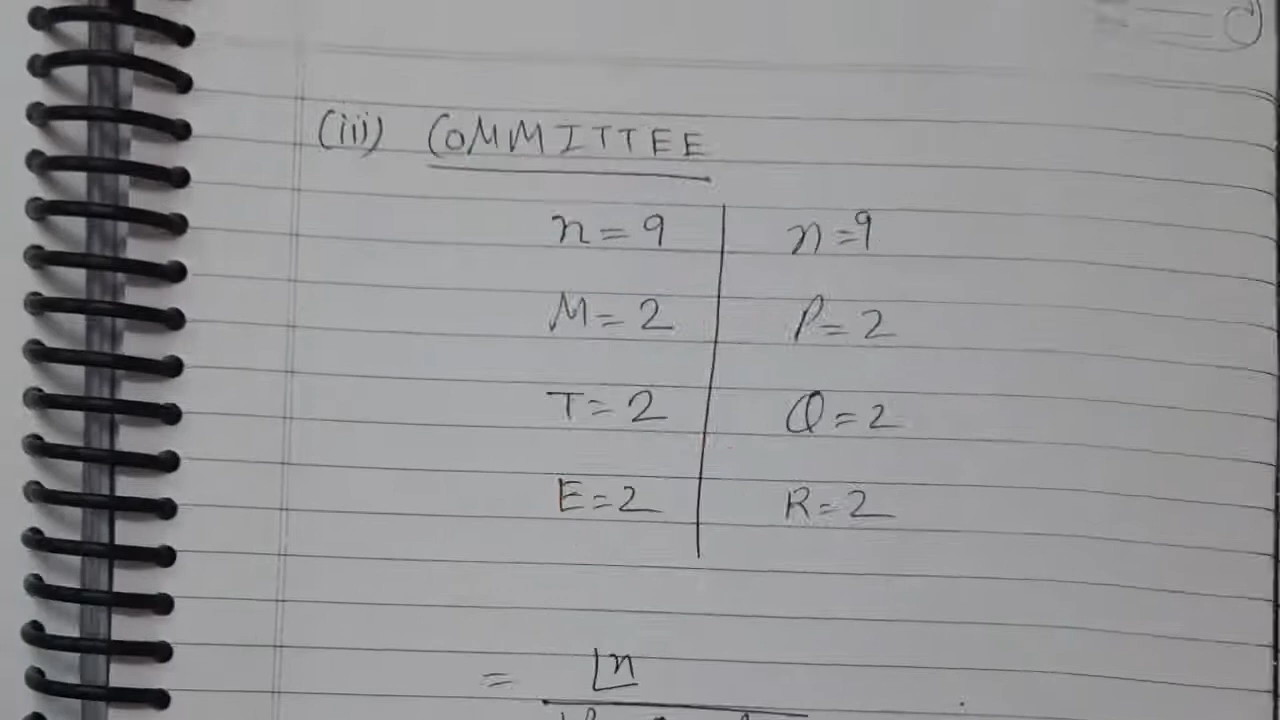 (iii) COMMITTEE
n = 9 n = 9
M = 2 P = 2
T = 2 Q = 2
E = 2 R = 2
= ⌊n